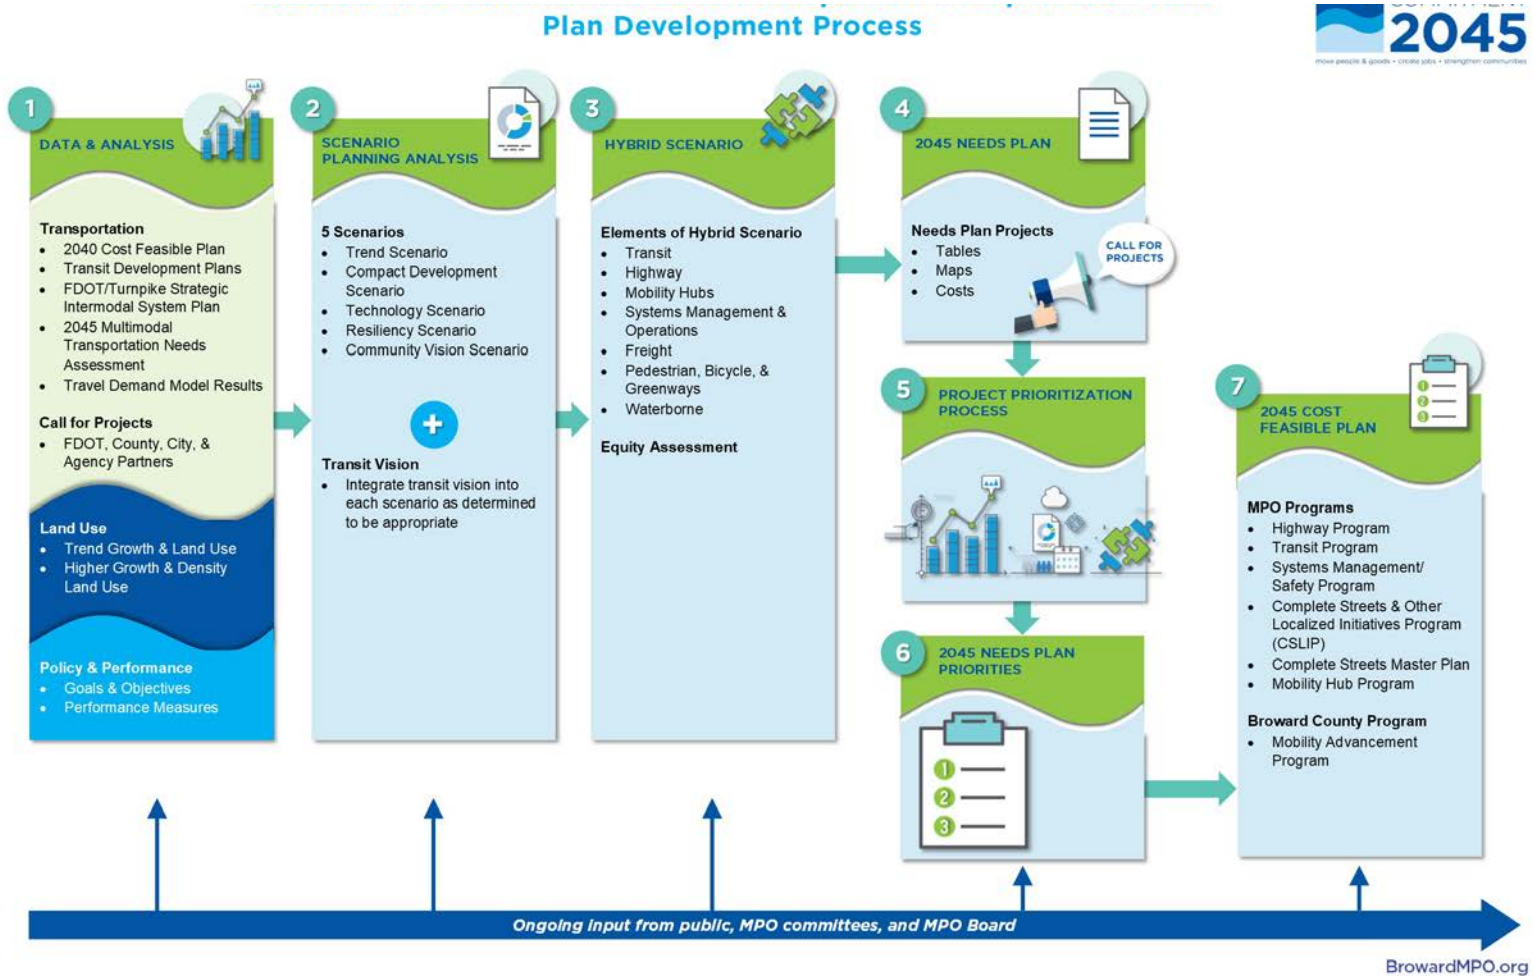 Plan Development Process
2045
move people & goods • create jobs • strengthen communities
1
DATA & ANALYSIS
Transportation
• 2040 Cost Feasible Plan
• Transit Development Plans
• FDOT/Turnpike Strategic
Intermodal System Plan
• 2045 Multimodal
Transportation Needs
Assessment
• Travel Demand Model Results
Call for Projects
• FDOT, County, City, &
Agency Partners
Land Use
• Trend Growth & Land Use
• Higher Growth & Density
Land Use
Policy & Performance
• Goals & Objectives
• Performance Measures
2
SCENARIO
PLANNING ANALYSIS
5 Scenarios
• Trend Scenario
• Compact Development
Scenario
• Technology Scenario
• Resiliency Scenario
• Community Vision Scenario
+
Transit Vision
• Integrate transit vision into
each scenario as determined
to be appropriate
3
HYBRID SCENARIO
Elements of Hybrid Scenario
• Transit
• Highway
• Mobility Hubs
• Systems Management &
Operations
• Freight
• Pedestrian, Bicycle, &
Greenways
• Waterborne
Equity Assessment
4
2045 NEEDS PLAN
Needs Plan Projects
• Tables
• Maps
• Costs
CALL FOR
PROJECTS
5
PROJECT PRIORITIZATION
PROCESS
6
2045 NEEDS PLAN
PRIORITIES
1
2
3
7
1
2
3
2045 COST
FEASIBLE PLAN
MPO Programs
• Highway Program
• Transit Program
• Systems Management/
Safety Program
• Complete Streets & Other
Localized Initiatives Program
(CSLIP)
• Complete Streets Master Plan
• Mobility Hub Program
Broward County Program
• Mobility Advancement
Program
Ongoing input from public, MPO committees, and MPO Board
BrowardMPO.org